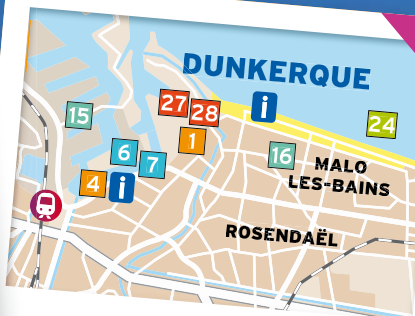 DUNKERQUE
27
28
i
15
24
1
6
7
16
MALO
LES-BAINS
4
i
ROSENDAËL